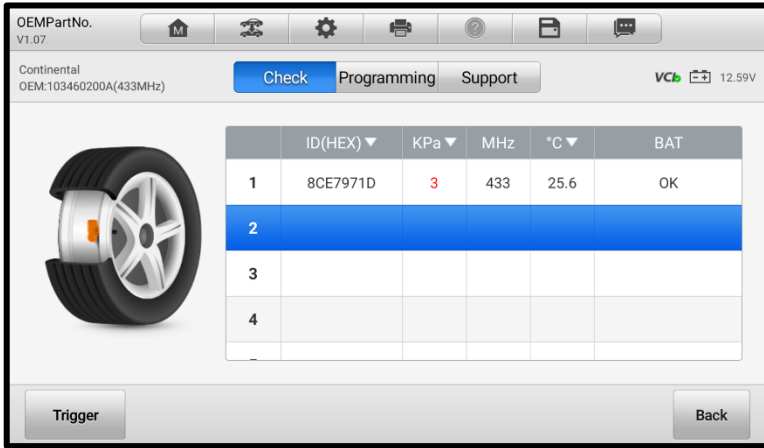 OEMPartNo.
V1.07
M
Continental
OEM:103460200A(433MHz)
Check Programming Support
VCI 12.59V
ID(HEX)▼ KPa▼ MHz °C▼ BAT
1 8CE7971D 3 433 25.6 OK
2
3
4
Trigger Back